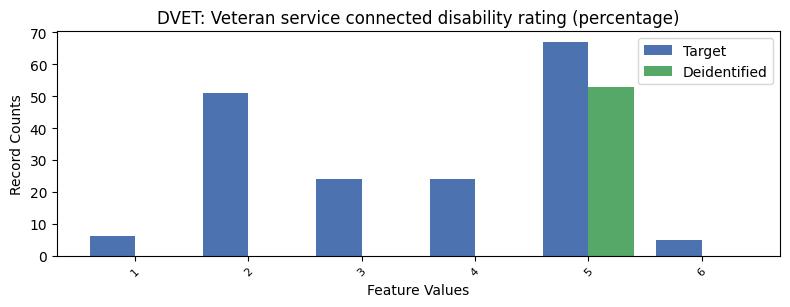 DVET: Veteran service connected disability rating (percentage)
Target
Deidentified
Record Counts
70
60
50
40
30
20
10
0
1 2 3 4 5 6
Feature Values